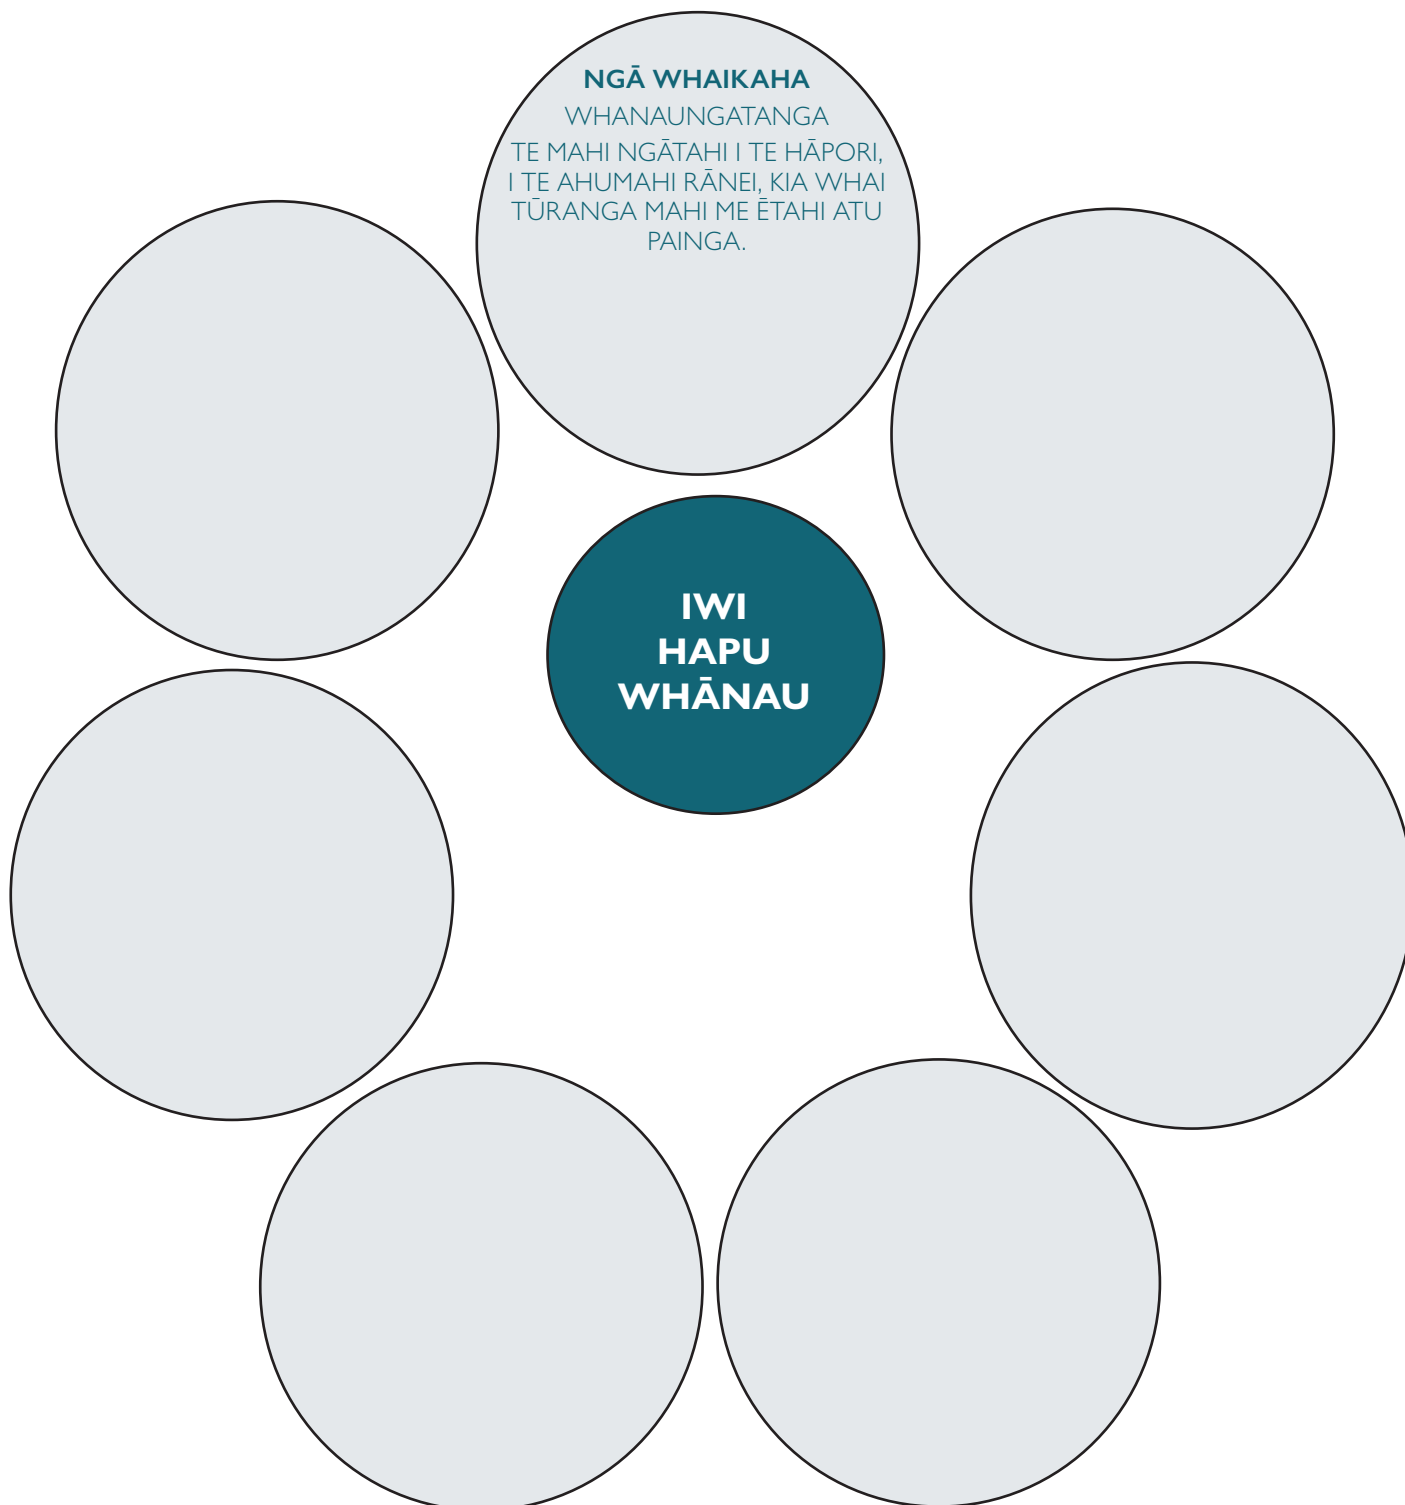 NGĀ WHAIKAHA
WHANAUNGATANGA
TE MAHI NGĀTAHI I TE HĀPORI,
I TE AHUMAHI RĀNEI, KIA WHAI
TŪRANGA MAHI ME ĒTAHI ATU
PAINGA.
IWI
HAPU
WHĀNAU